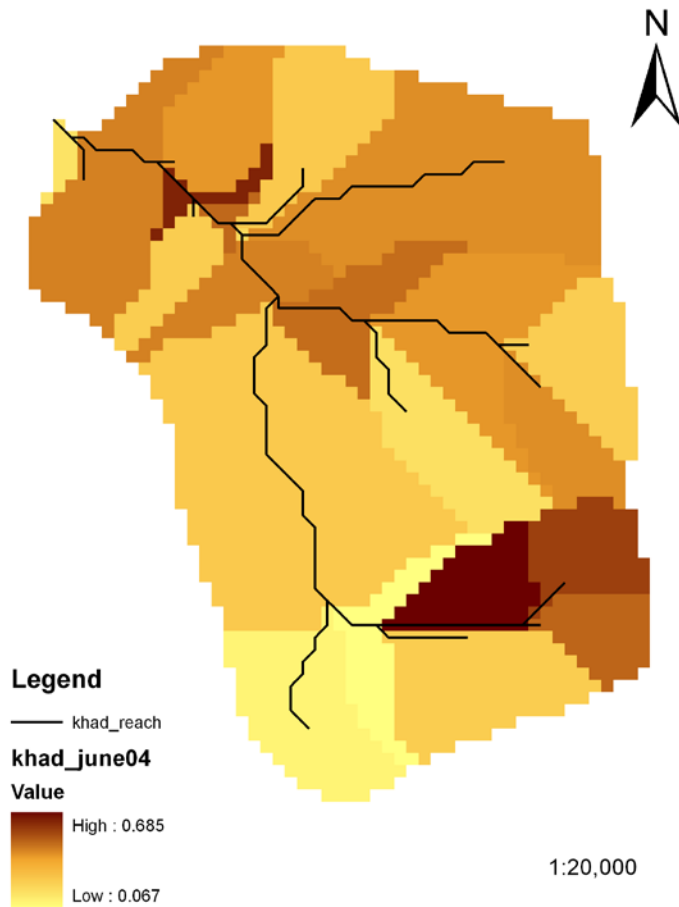 N
Legend
khad_reach
khad_june04
Value
High : 0.685
Low : 0.067
1:20,000